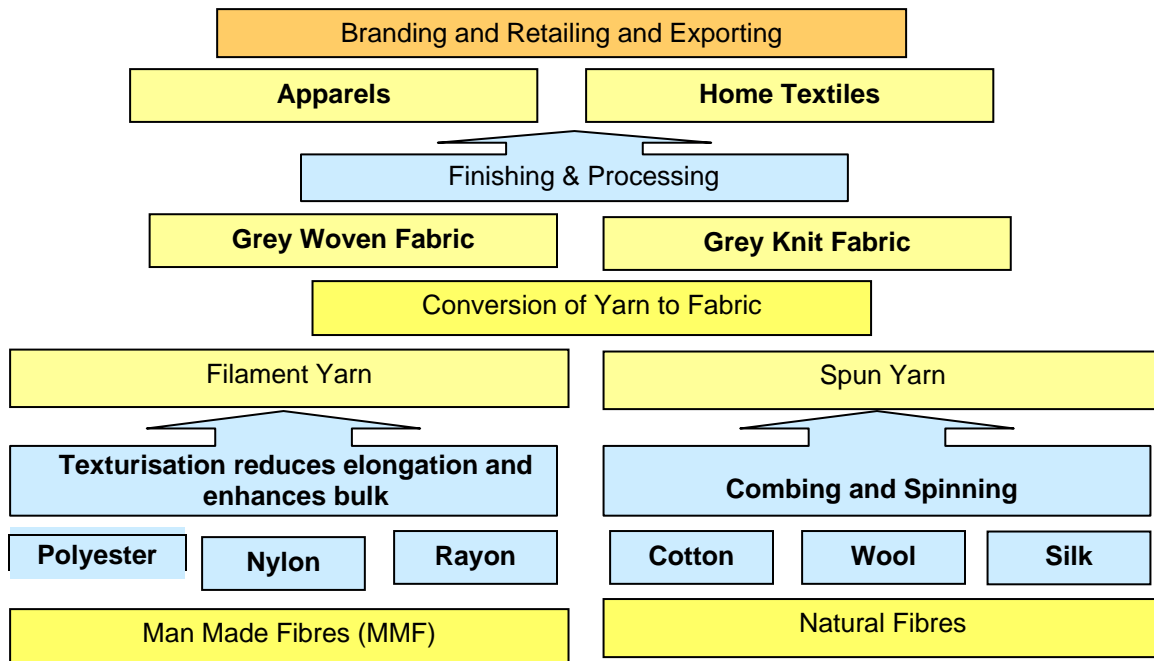 Branding and Retailing and Exporting
Apparels
Home Textiles
Finishing & Processing
Grey Woven Fabric
Grey Knit Fabric
Conversion of Yarn to Fabric
Filament Yarn
Spun Yarn
Texturisation reduces elongation and
enhances bulk
Combing and Spinning
Polyester
Nylon
Rayon
Cotton
Wool
Silk
Man Made Fibres (MMF)
Natural Fibres